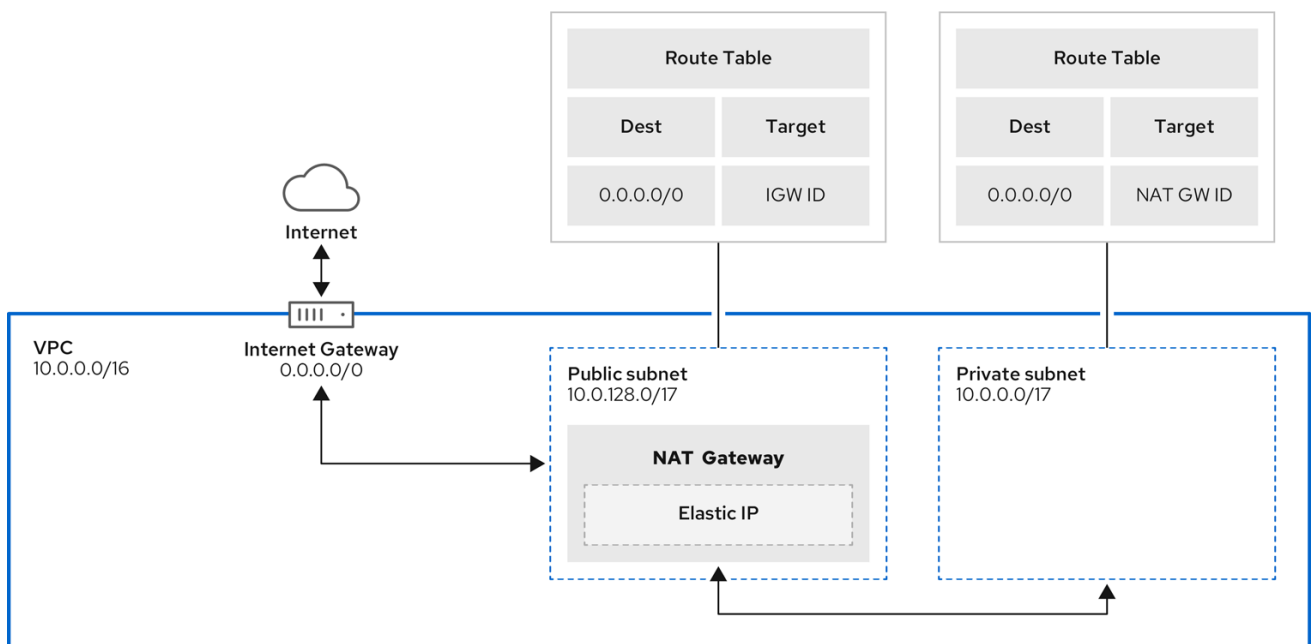 Route Table
Dest
Target
0.0.0.0/0
IGW ID
Route Table
Dest
Target
0.0.0.0/0
NAT GW ID
Internet
VPC
10.0.0.0/16
Internet Gateway
0.0.0.0/0
Public subnet
10.0.128.0/17
NAT Gateway
Elastic IP
Private subnet
10.0.0.0/17